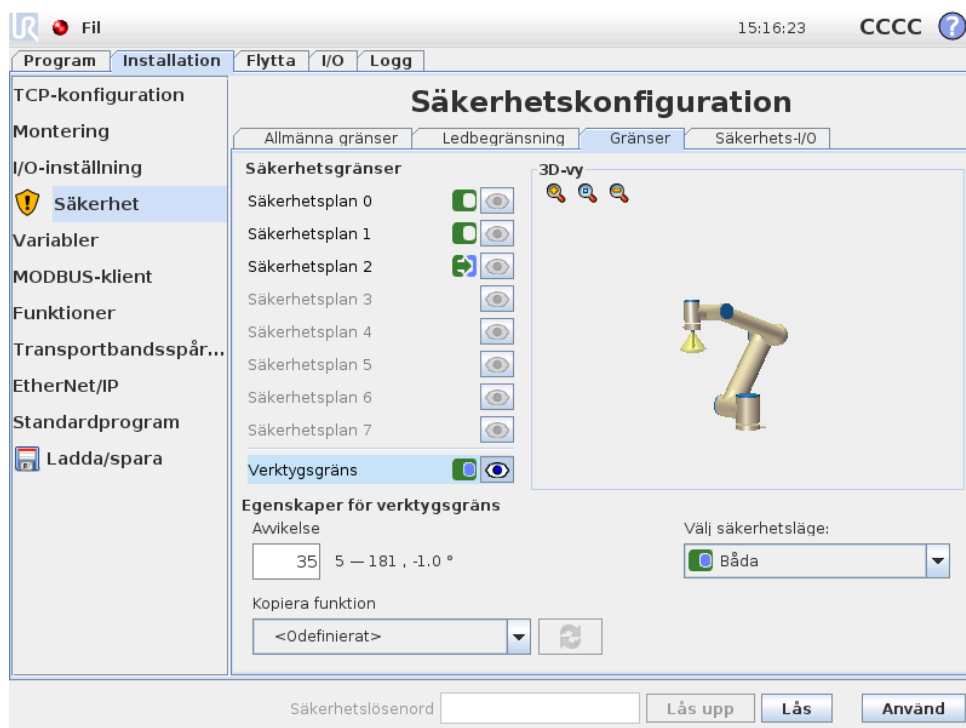 UR Fil 15:16:23 CCCC ?
Program Installation Flytta I/O Logg
TCP-konfiguration
Montering
I/O-inställning
Säkerhet
Variabler
MODBUS-klient
Funktioner
Transportbandsspår...
EtherNet/IP
Standardprogram
Ladda/spara
Säkerhetskonfiguration
Allmänna gränser Ledbegränsning Gränser Säkerhets-I/O
Säkerhetsgränser
Säkerhetsplan 0
Säkerhetsplan 1
Säkerhetsplan 2
Säkerhetsplan 3
Säkerhetsplan 4
Säkerhetsplan 5
Säkerhetsplan 6
Säkerhetsplan 7
Verktygsgräns
3D-vy
Egenskaper för verktygsgräns
Avvikelse
35 5 — 181 , -1.0 °
Välj säkerhetsläge:
Båda
Kopiera funktion
<Odefinierat>
Säkerhetslösenord Lås upp Lås Använd